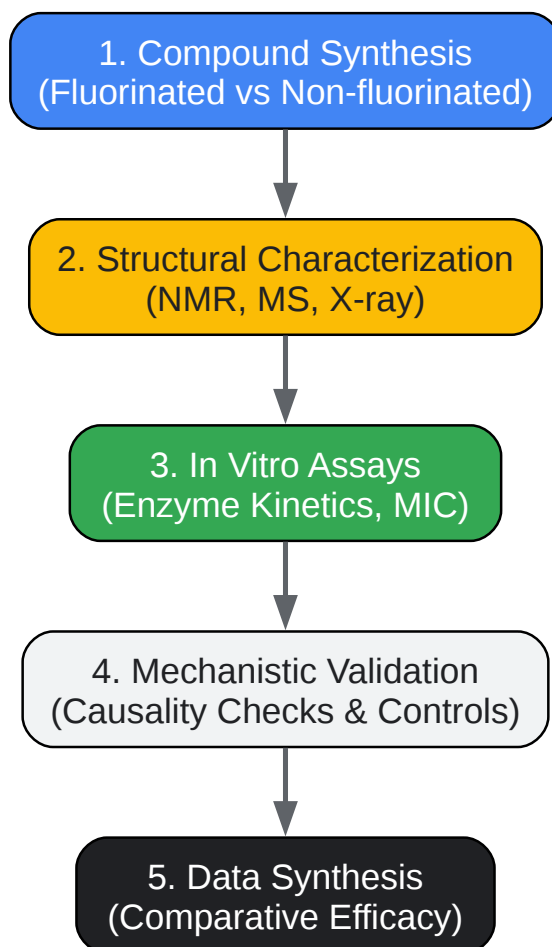 1. Compound Synthesis
(Fluorinated vs Non-fluorinated)
2. Structural Characterization
(NMR, MS, X-ray)
3. In Vitro Assays
(Enzyme Kinetics, MIC)
4. Mechanistic Validation
(Causality Checks & Controls)
5. Data Synthesis
(Comparative Efficacy)